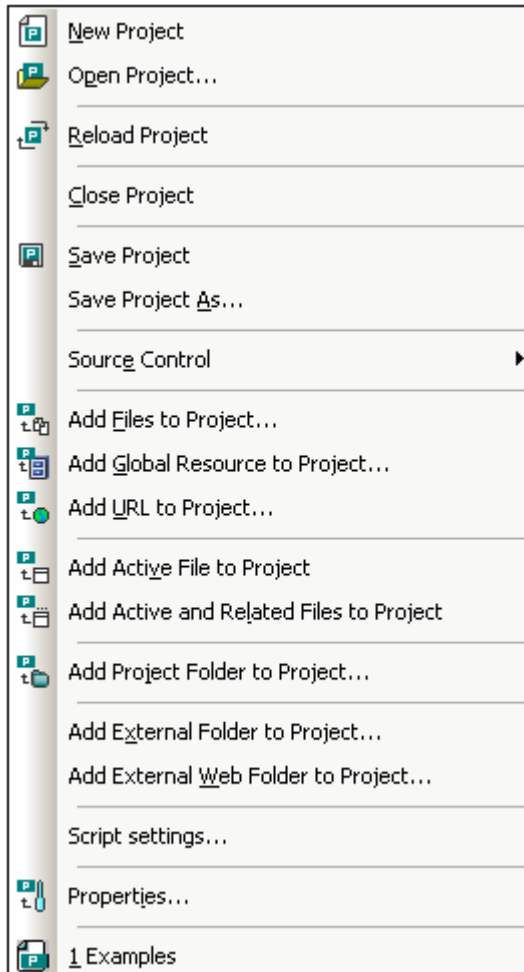 New Project
Open Project...
Reload Project
Close Project
Save Project
Save Project As...
Source Control
Add Files to Project...
Add Global Resource to Project...
Add URL to Project...
Add Active File to Project
Add Active and Related Files to Project
Add Project Folder to Project...
Add External Folder to Project...
Add External Web Folder to Project...
Script settings...
Properties...
1 Examples